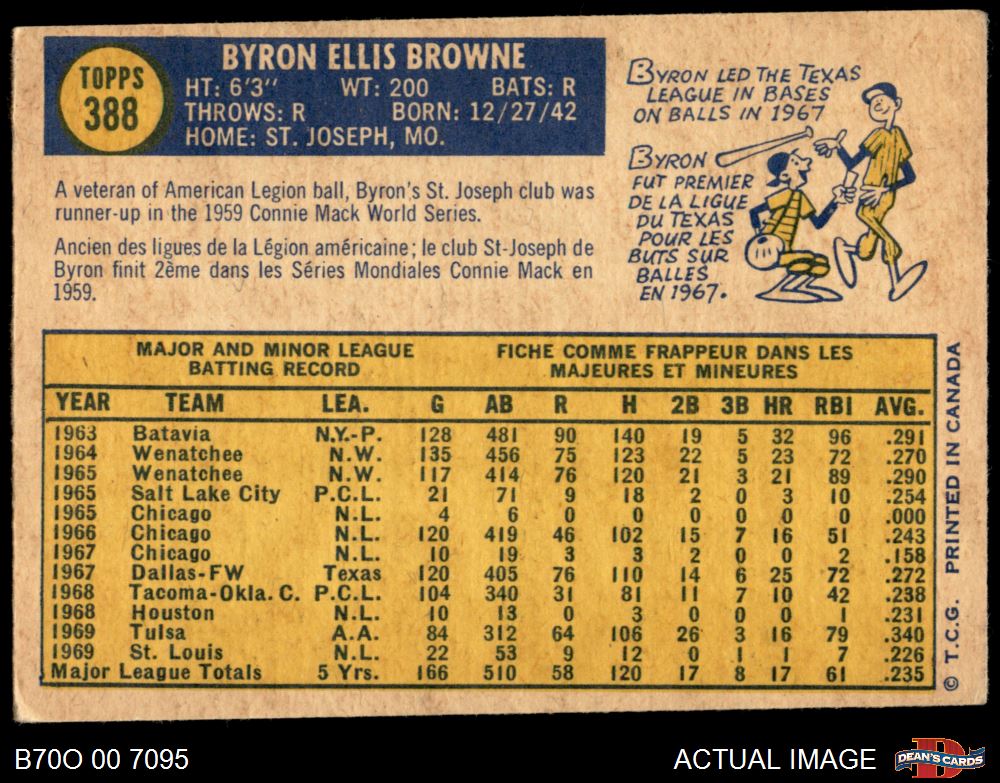 TOPPS
388
BYRON ELLIS BROWNE
HT: 6'3" WT: 200 BATS: R
THROWS: R BORN: 12/27/42
HOME: ST. JOSEPH, MO.
A veteran of American Legion ball, Byron's St. Joseph club was
runner-up in the 1959 Connie Mack World Series.
Ancien des ligues de la Légion américaine; le club St-Joseph de
Byron finit 2ème dans les Séries Mondiales Connie Mack en
1959.
BYRON LED THE TEXAS
LEAGUE IN BASES
ON BALLS IN 1967
BYRON
FUT PREMIER
DE LA LIGUE
DU TEXAS
POUR LES
BUTS SUR
BALLES
EN 1967.
MAJOR AND MINOR LEAGUE
BATTING RECORD
FICHE COMME FRAPPEUR DANS LES
MAJEURES ET MINEURES
YEAR TEAM LEA. G AB R H 2B 3B HR RBI AVG.
1963 Batavia N.Y.-P. 128 481 90 140 19 5 32 96 .291
1964 Wenatchee N.W. 135 456 75 123 22 5 23 72 .270
1965 Wenatchee N.W. 117 414 76 120 21 3 21 89 .290
1965 Salt Lake City P.C.L. 21 71 9 18 2 0 3 10 .254
1965 Chicago N.L. 4 6 0 0 0 0 0 0 .000
1966 Chicago N.L. 120 419 46 102 15 7 16 51 .243
1967 Chicago N.L. 10 19 3 3 2 0 0 2 .158
1967 Dallas-FW Texas 120 405 76 110 14 6 25 72 .272
1968 Tacoma-Okla. C. P.C.L. 104 340 31 81 11 7 10 42 .238
1968 Houston N.L. 10 13 0 3 0 0 0 1 .231
1969 Tulsa A.A. 84 312 64 106 26 3 16 79 .340
1969 St. Louis N.L. 22 53 9 12 0 1 1 7 .226
Major League Totals 5 Yrs. 166 510 58 120 17 8 17 61 .235
© T.C.G. PRINTED IN CANADA
B70O 00 7095
ACTUAL IMAGE
D
DEAN'S CARDS